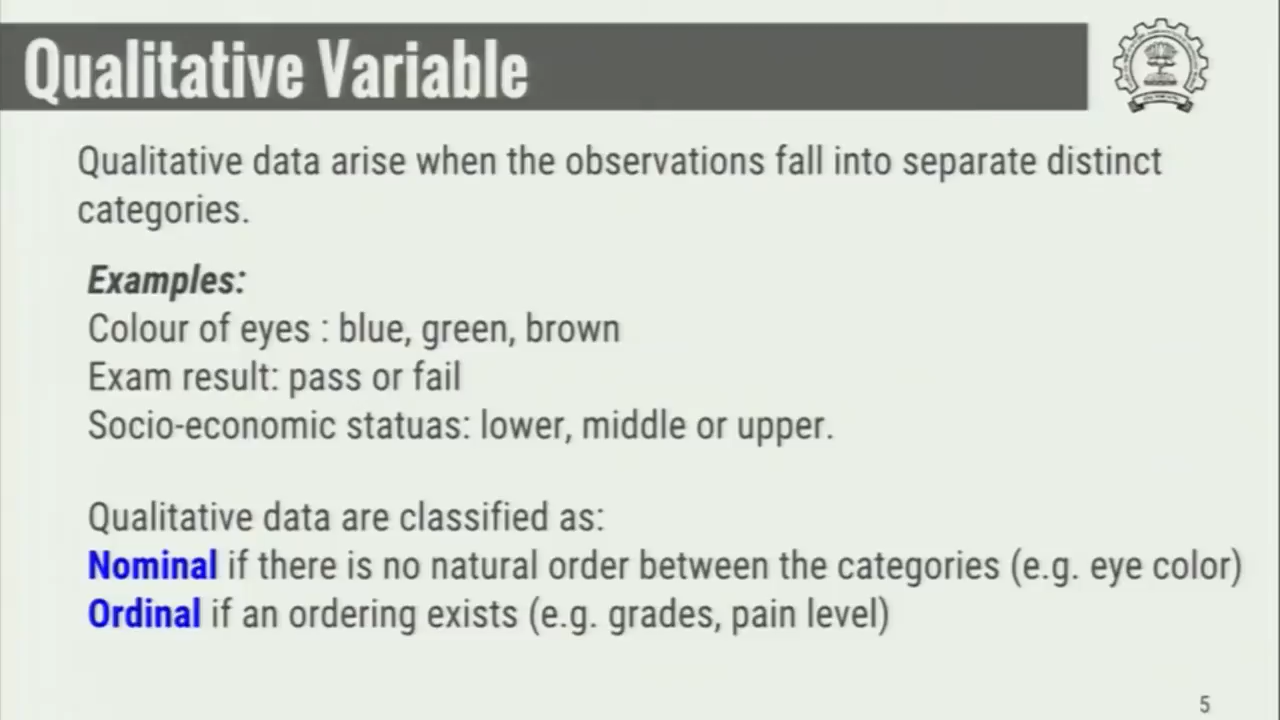 Qualitative Variable
Qualitative data arise when the observations fall into separate distinct
categories.
Examples:
Colour of eyes : blue, green, brown
Exam result: pass or fail
Socio-economic statuas: lower, middle or upper.
Qualitative data are classified as:
Nominal if there is no natural order between the categories (e.g. eye color)
Ordinal if an ordering exists (e.g. grades, pain level)
5